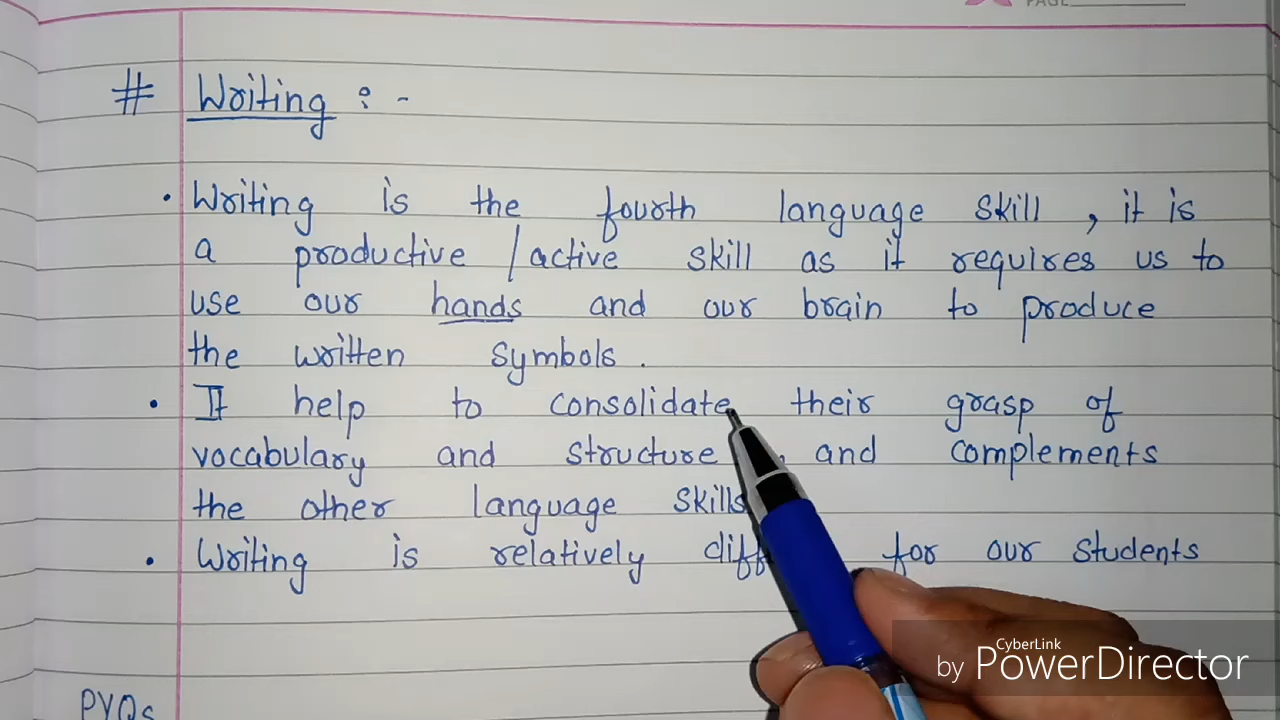 PAGE
# Writing : -
• Writing is the fourth language skill , it is
a productive / active skill as it requires us to
use our hands and our brain to produce
the written symbols .
• It help to consolidate their grasp of
vocabulary and structure , and complements
the other language skills
• Writing is relatively for our students
CyberLink
by PowerDirector
PYQs